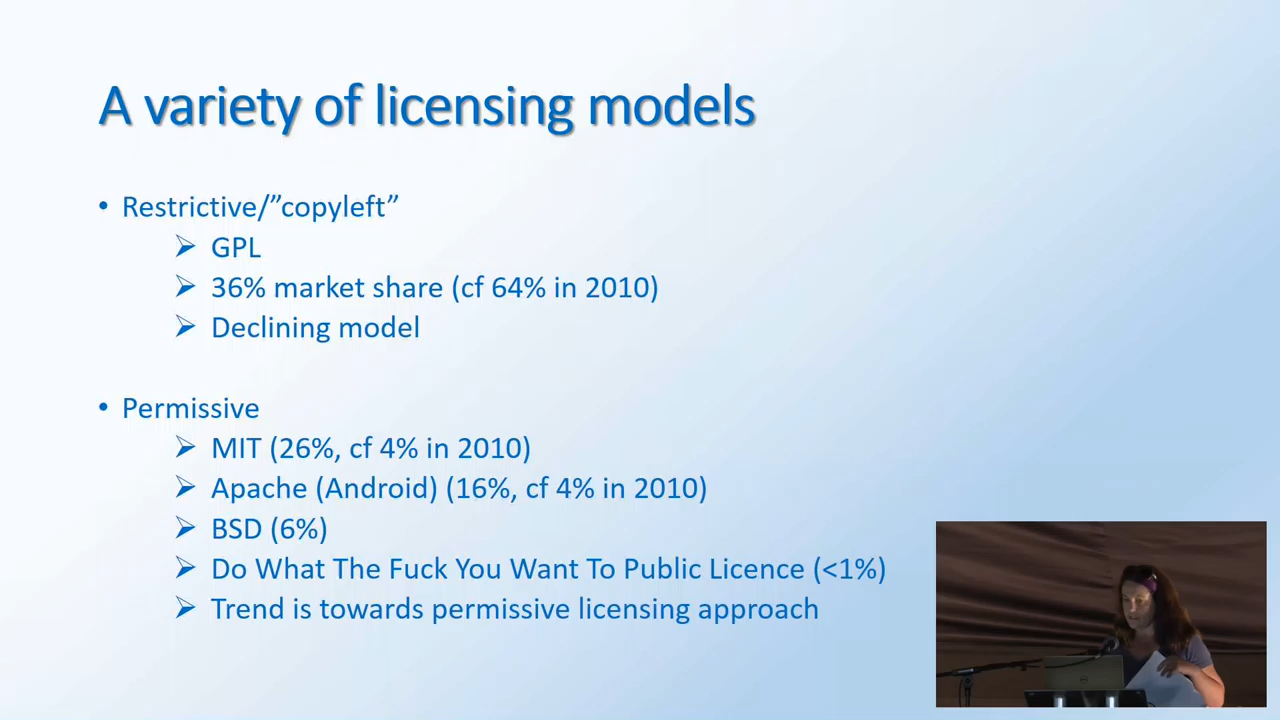 A variety of licensing models
• Restrictive/”copyleft”
➢ GPL
➢ 36% market share (cf 64% in 2010)
➢ Declining model
• Permissive
➢ MIT (26%, cf 4% in 2010)
➢ Apache (Android) (16%, cf 4% in 2010)
➢ BSD (6%)
➢ Do What The Fuck You Want To Public Licence (<1%)
➢ Trend is towards permissive licensing approach